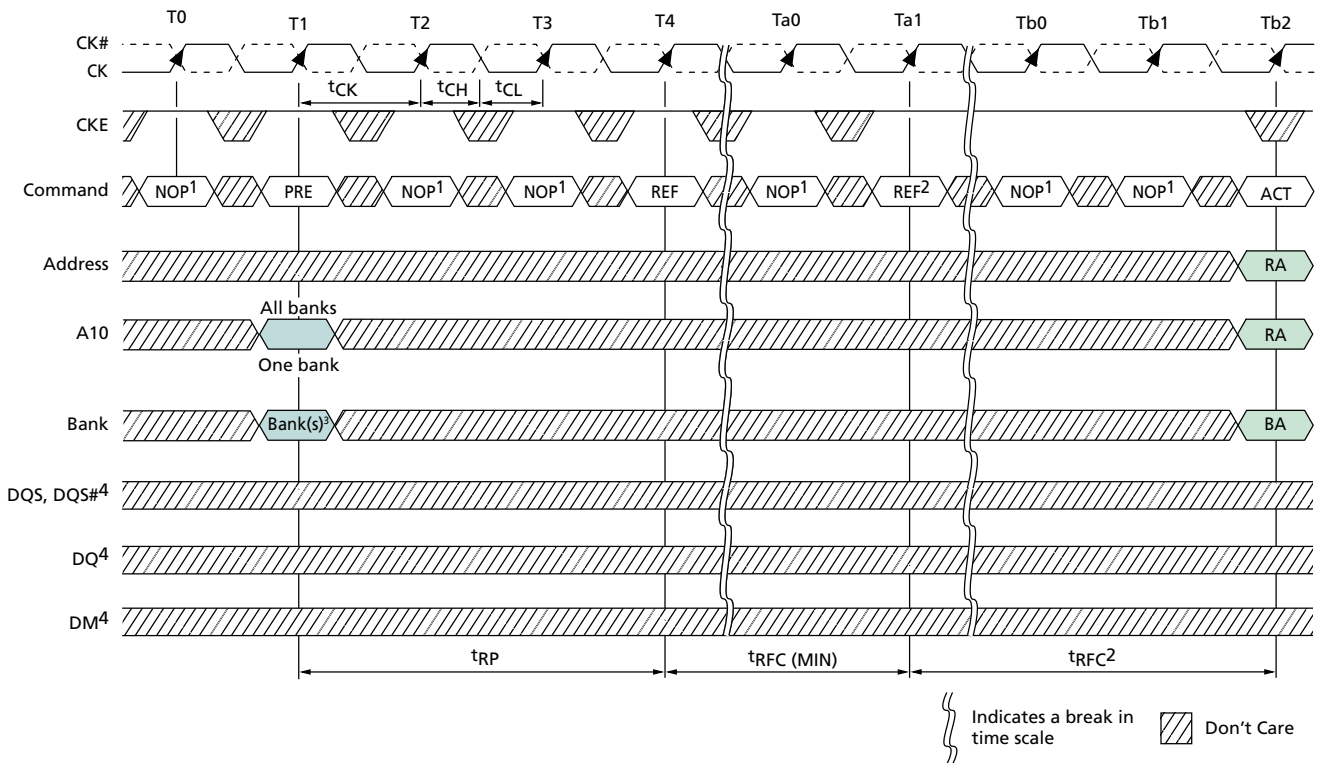 T0 T1 T2 T3 T4 Ta0 Ta1 Tb0 Tb1 Tb2
CK#
CK
tCK tCH tCL
CKE
Command NOP1 PRE NOP1 NOP1 REF NOP1 REF2 NOP1 NOP1 ACT
Address RA
All banks
A10 RA
One bank
Bank Bank(s)3 BA
DQS, DQS#4
DQ4
DM4
tRP tRFC (MIN) tRFC2
Indicates a break in
time scale
Don't Care